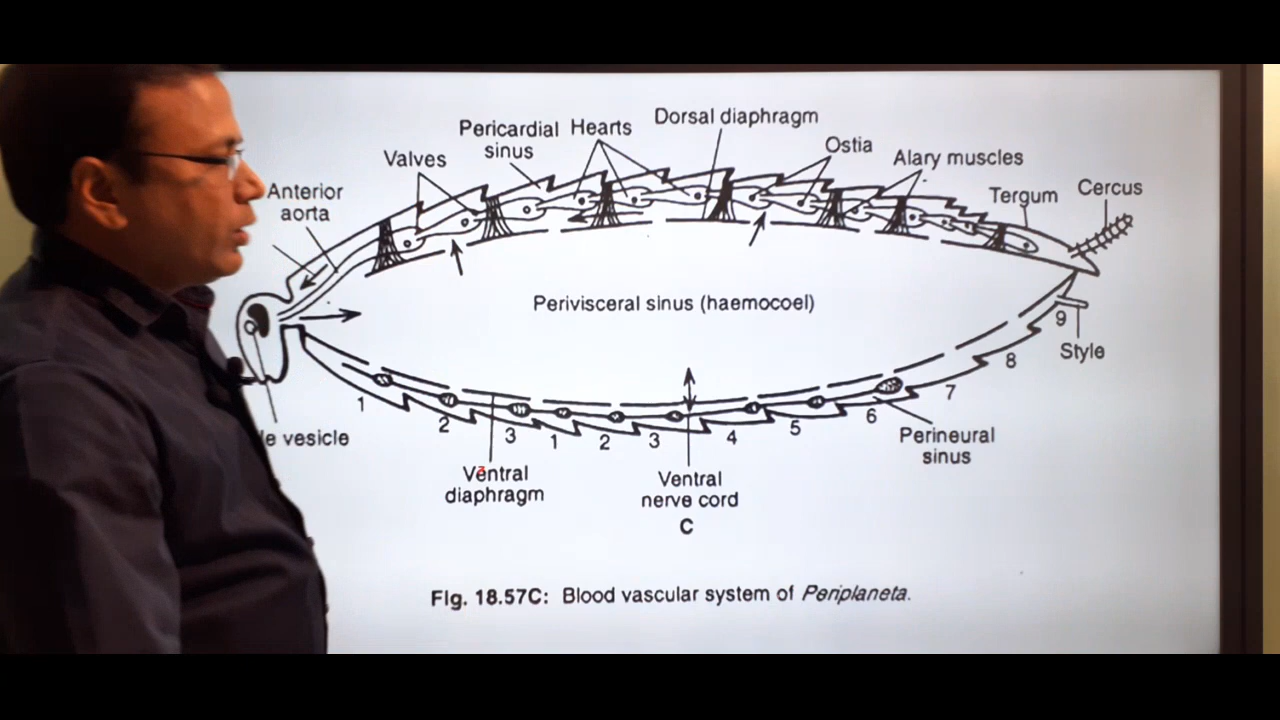 Dorsal diaphragm
Pericardial
sinus
Hearts
Valves
Ostia
Alary muscles
Anterior
aorta
Tergum
Cercus
Perivisceral sinus (haemocoel)
9
Style
8
7
6
5
4
3
2
1
3
2
1
vesicle
Perineural
sinus
Ventral
diaphragm
Ventral
nerve cord
C
Fig. 18.57C: Blood vascular system of Periplaneta.